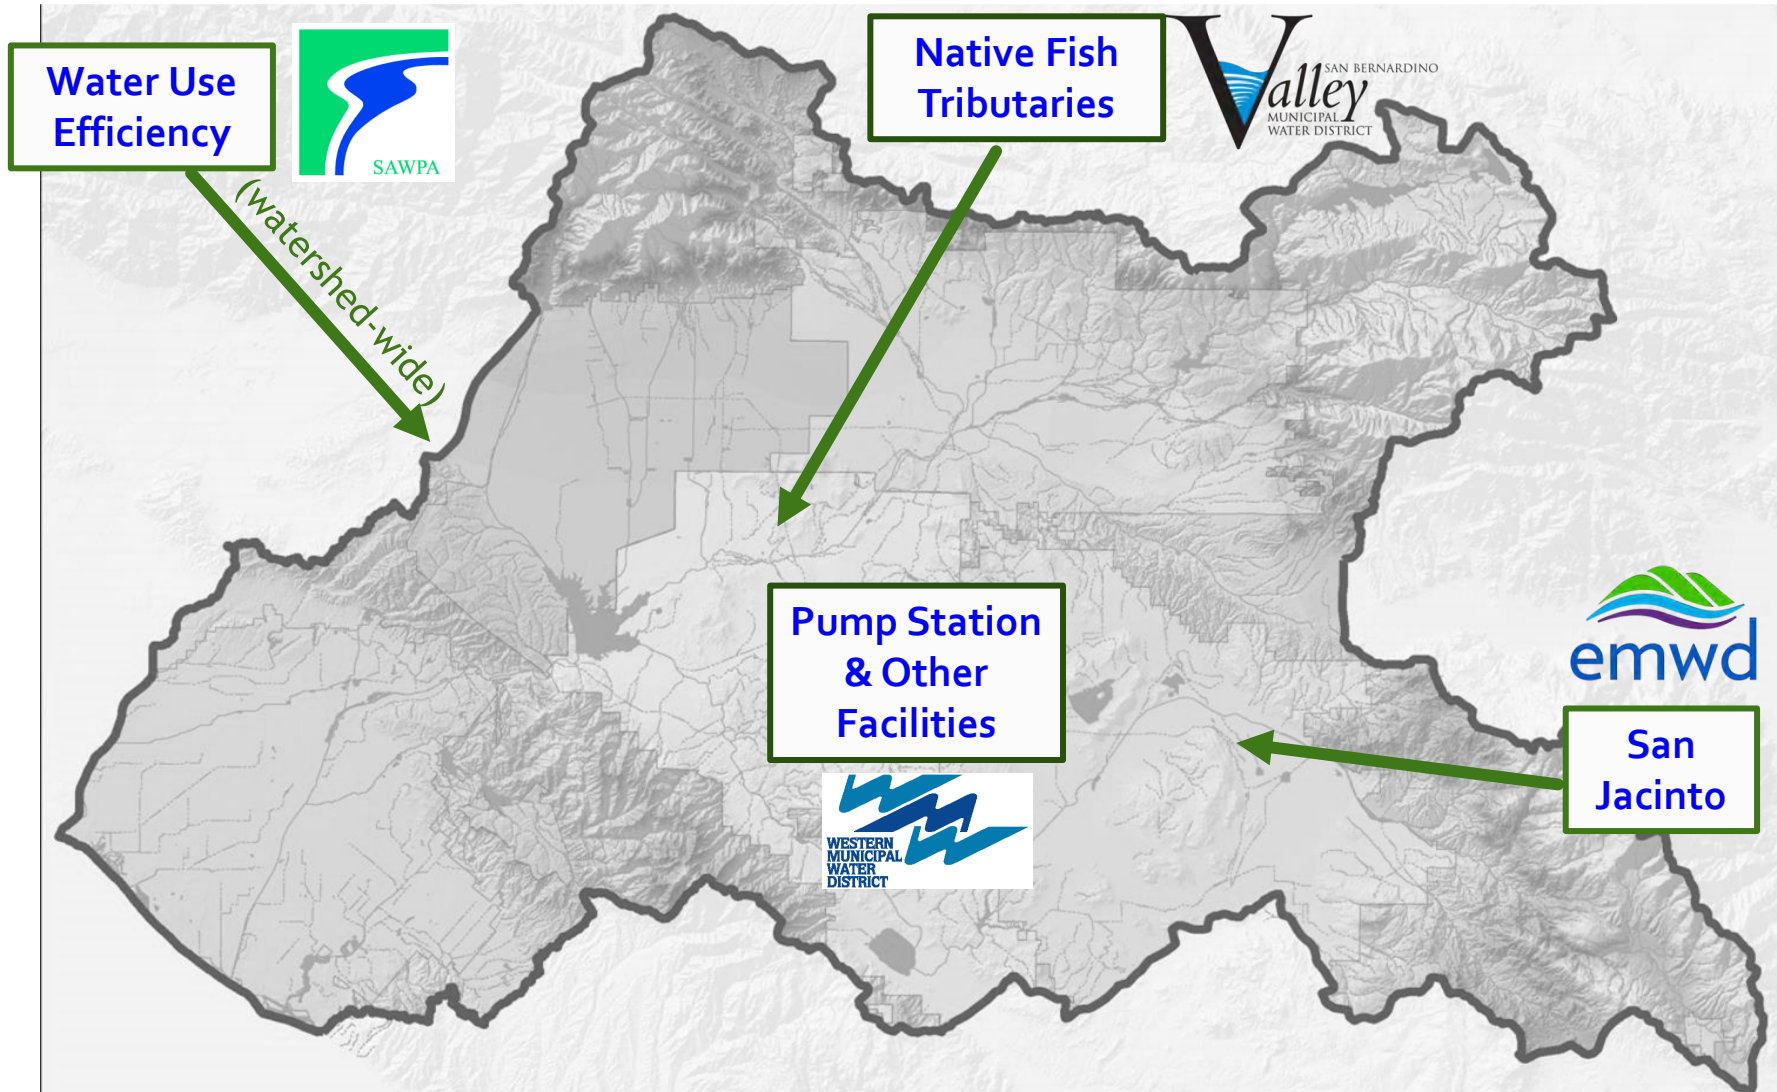 Water Use
Efficiency
SAWPA
(watershed-wide)
Native Fish
Tributaries
Valley
SAN BERNARDINO
MUNICIPAL
WATER DISTRICT
Pump Station
& Other
Facilities
WESTERN
MUNICIPAL
WATER
DISTRICT
emwd
San
Jacinto